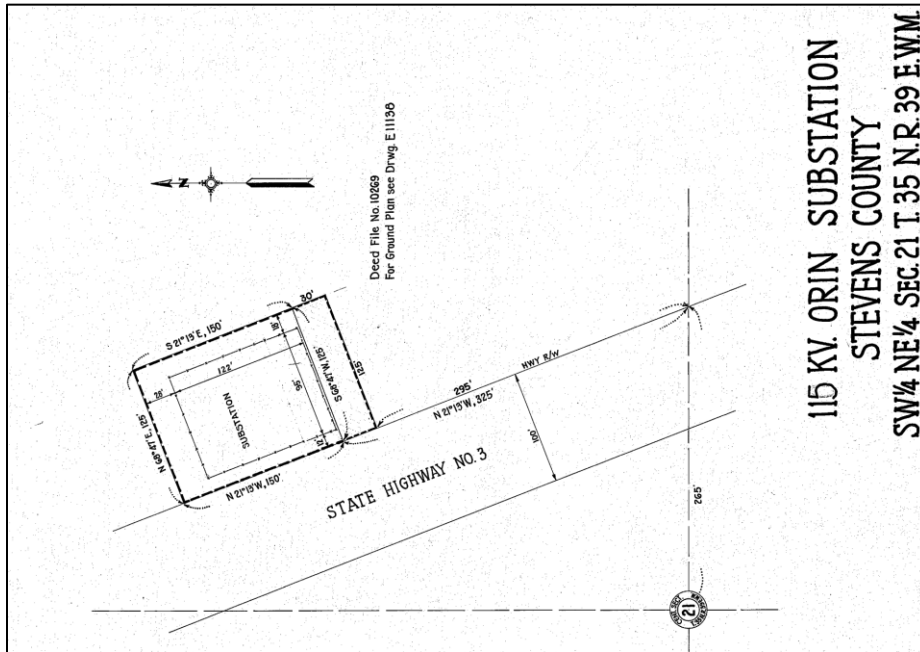 115 KV. ORIN SUBSTATION
STEVENS COUNTY
SW¼ NE¼ SEC. 21 T. 35 N. R. 39 E.W.M.
N
Deed File No. 10269
For Ground Plan see Drwg. E 11138
S 21°15'E, 150'
30'
N 68°47'E, 125'
28'
122'
18'
SUBSTATION
96'
12'
S 68°47'W, 125'
125'
N 21°15'W, 150'
295'
HWY R/W
N 21°15'W, 325'
100'
STATE HIGHWAY NO. 3
265'
21